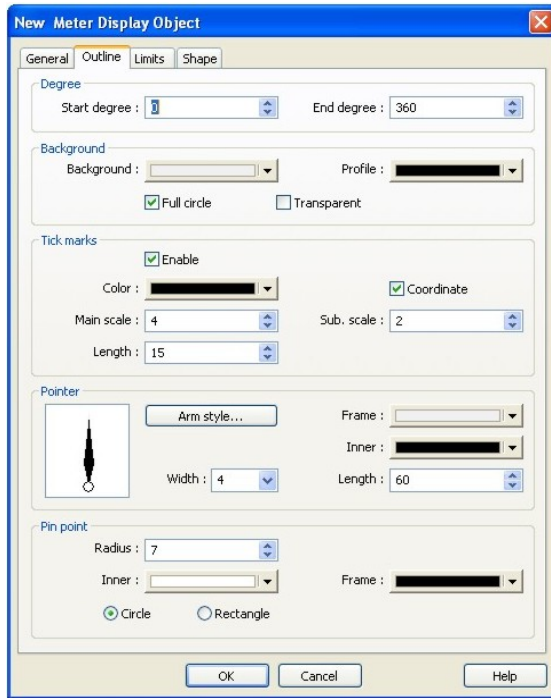 New Meter Display Object
General Outline Limits Shape
Degree
Start degree : 0 End degree : 360
Background
Background : Profile :
Full circle Transparent
Tick marks
Enable
Color : Coordinate
Main scale : 4 Sub. scale : 2
Length : 15
Pointer
Arm style... Frame :
Inner :
Width : 4 Length : 60
Pin point
Radius : 7
Inner : Frame :
Circle Rectangle
OK Cancel Help